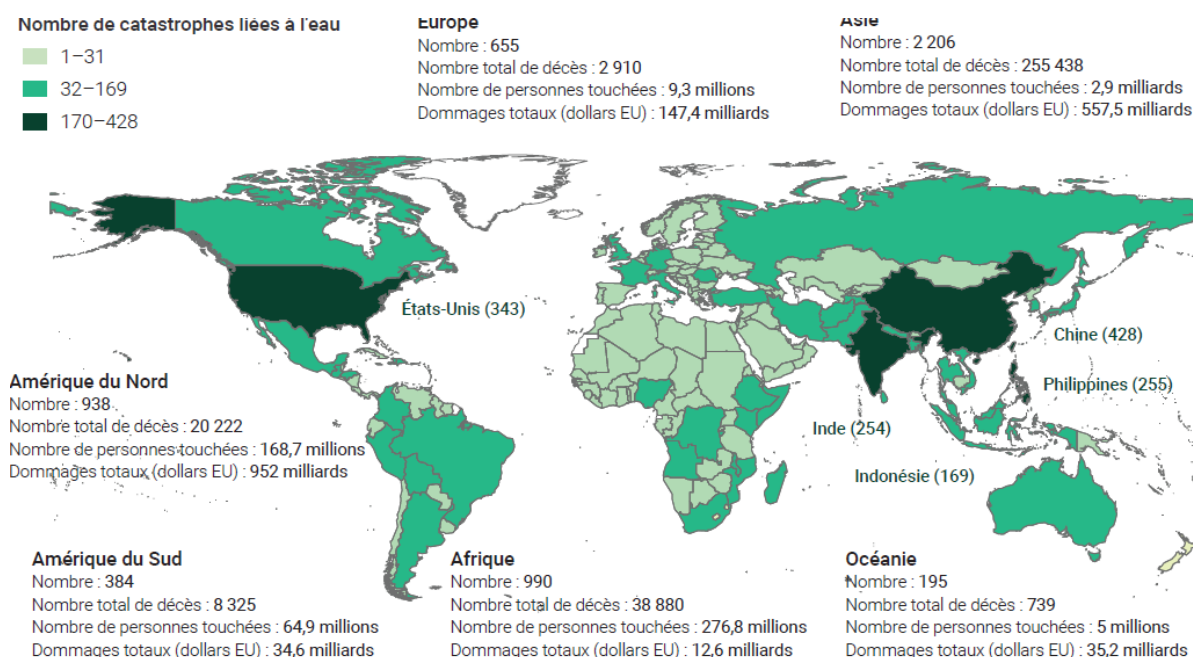 Nombre de catastrophes liées à l'eau
1–31
32–169
170–428
Europe
Nombre : 655
Nombre total de décès : 2 910
Nombre de personnes touchées : 9,3 millions
Dommages totaux (dollars EU) : 147,4 milliards
Asie
Nombre : 2 206
Nombre total de décès : 255 438
Nombre de personnes touchées : 2,9 milliards
Dommages totaux (dollars EU) : 557,5 milliards
États-Unis (343)
Chine (428)
Philippines (255)
Inde (254)
Indonésie (169)
Amérique du Nord
Nombre : 938
Nombre total de décès : 20 222
Nombre de personnes touchées : 168,7 millions
Dommages totaux (dollars EU) : 952 milliards
Amérique du Sud
Nombre : 384
Nombre total de décès : 8 325
Nombre de personnes touchées : 64,9 millions
Dommages totaux (dollars EU) : 34,6 milliards
Afrique
Nombre : 990
Nombre total de décès : 38 880
Nombre de personnes touchées : 276,8 millions
Dommages totaux (dollars EU) : 12,6 milliards
Océanie
Nombre : 195
Nombre total de décès : 739
Nombre de personnes touchées : 5 millions
Dommages totaux (dollars EU) : 35,2 milliards